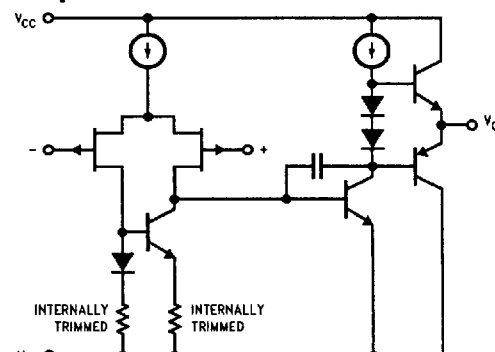 VCC
-
+
INTERNALLY
TRIMMED
INTERNALLY
TRIMMED